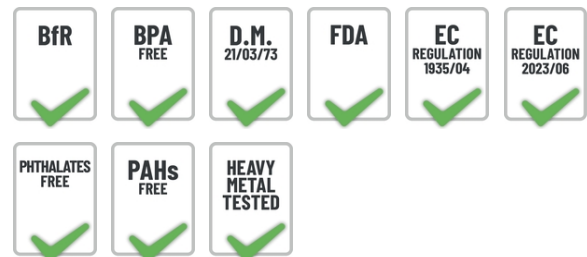 BfR
BPA
FREE
D.M.
21/03/73
FDA
EC
REGULATION
1935/04
EC
REGULATION
2023/06
PHTHALATES
FREE
PAHs
FREE
HEAVY
METAL
TESTED